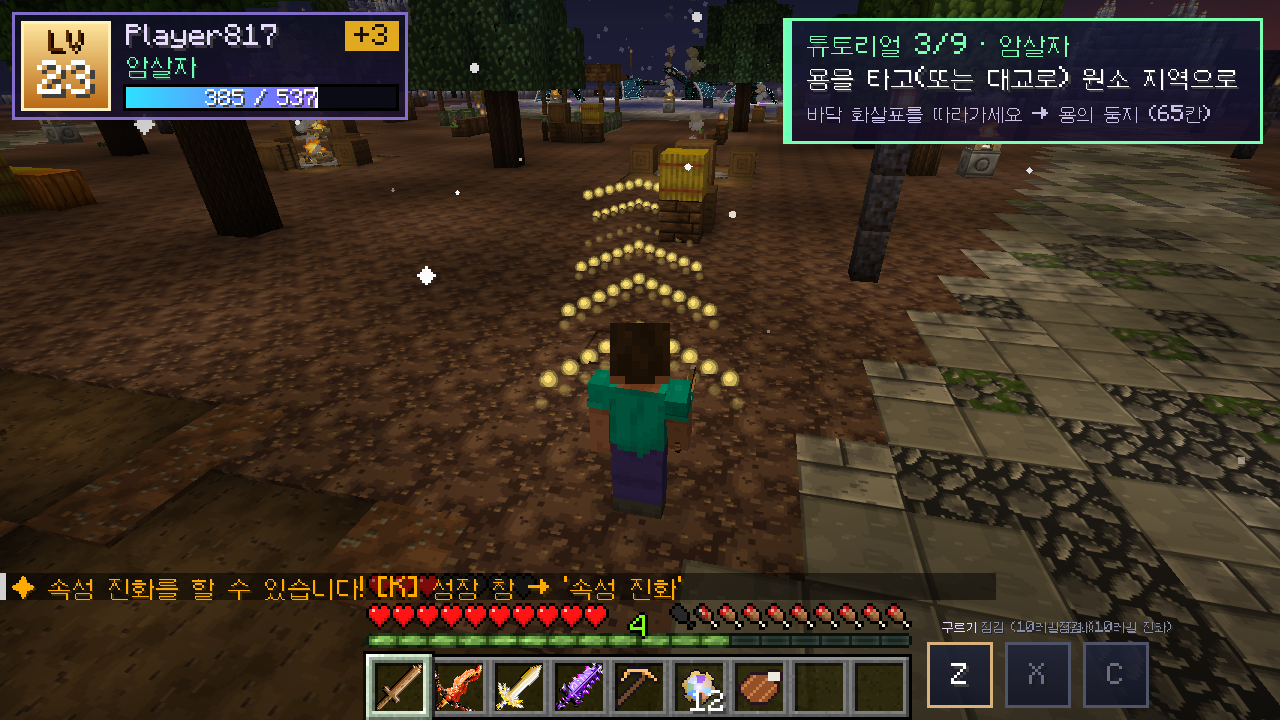 LV
23
Player817
+3
암살자
385 / 537
튜토리얼 3/9 · 암살자
용을 타고(또는 대교로) 원소 지역으로
바닥 화살표를 따라가세요 → 용의 둥지 (65칸)
✦ 속성 진화를 할 수 있습니다! [K] 성장 창 → '속성 진화'
4
구르기
Z
X
C
12